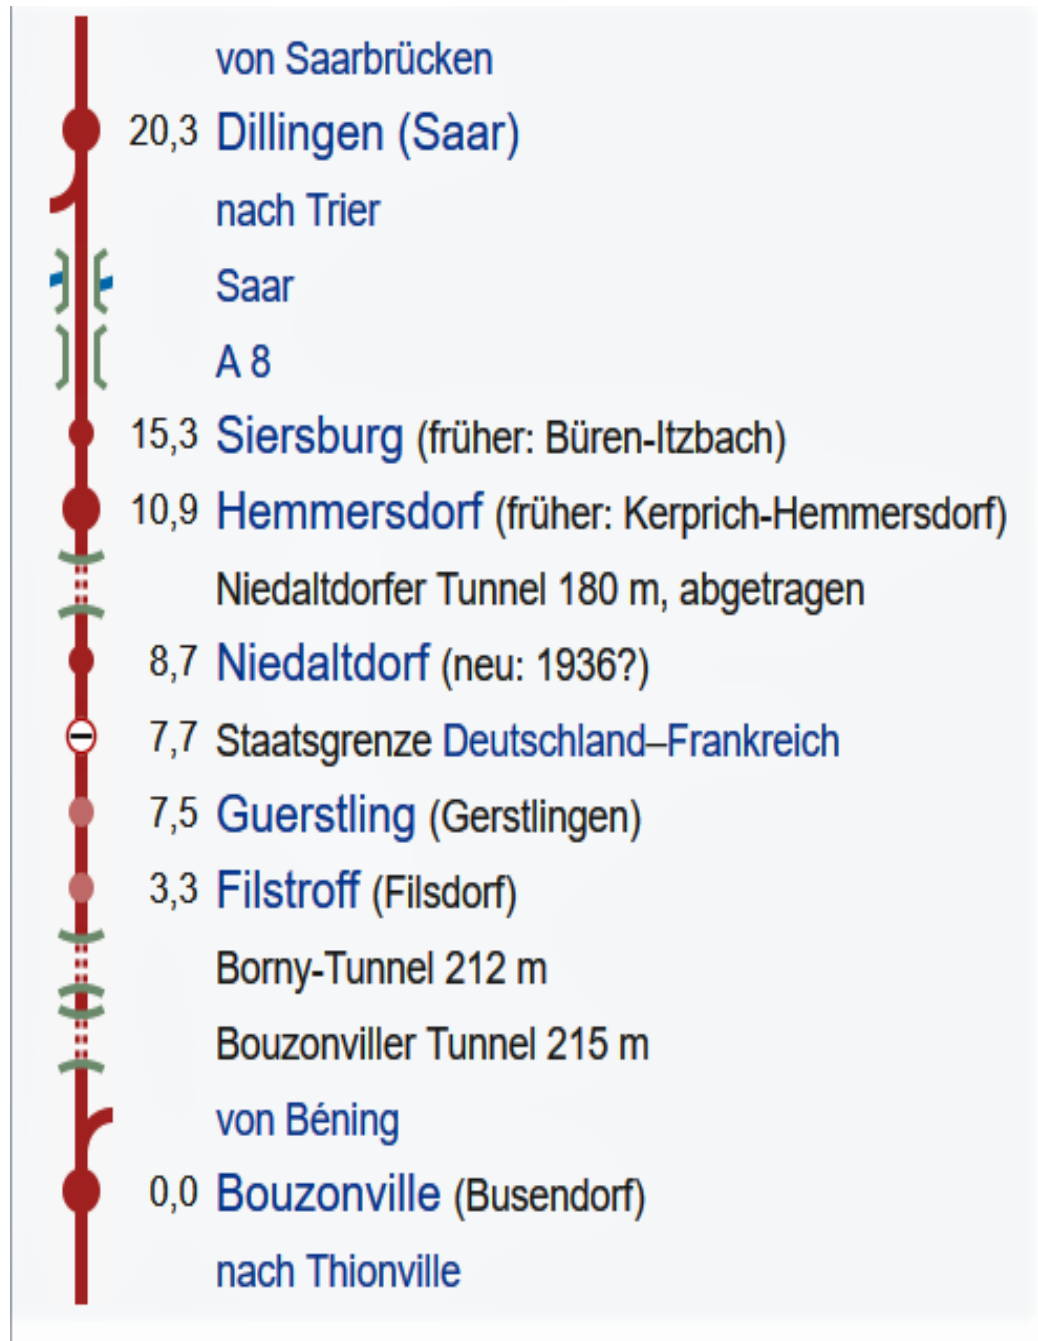 von Saarbrücken
20,3 Dillingen (Saar)
nach Trier
Saar
A 8
15,3 Siersburg (früher: Büren-Itzbach)
10,9 Hemmersdorf (früher: Kerprich-Hemmersdorf)
Niedaltdorfer Tunnel 180 m, abgetragen
8,7 Niedaltdorf (neu: 1936?)
7,7 Staatsgrenze Deutschland–Frankreich
7,5 Guerstling (Gerstlingen)
3,3 Filstroff (Filsdorf)
Borny-Tunnel 212 m
Bouzonviller Tunnel 215 m
von Béning
0,0 Bouzonville (Busendorf)
nach Thionville